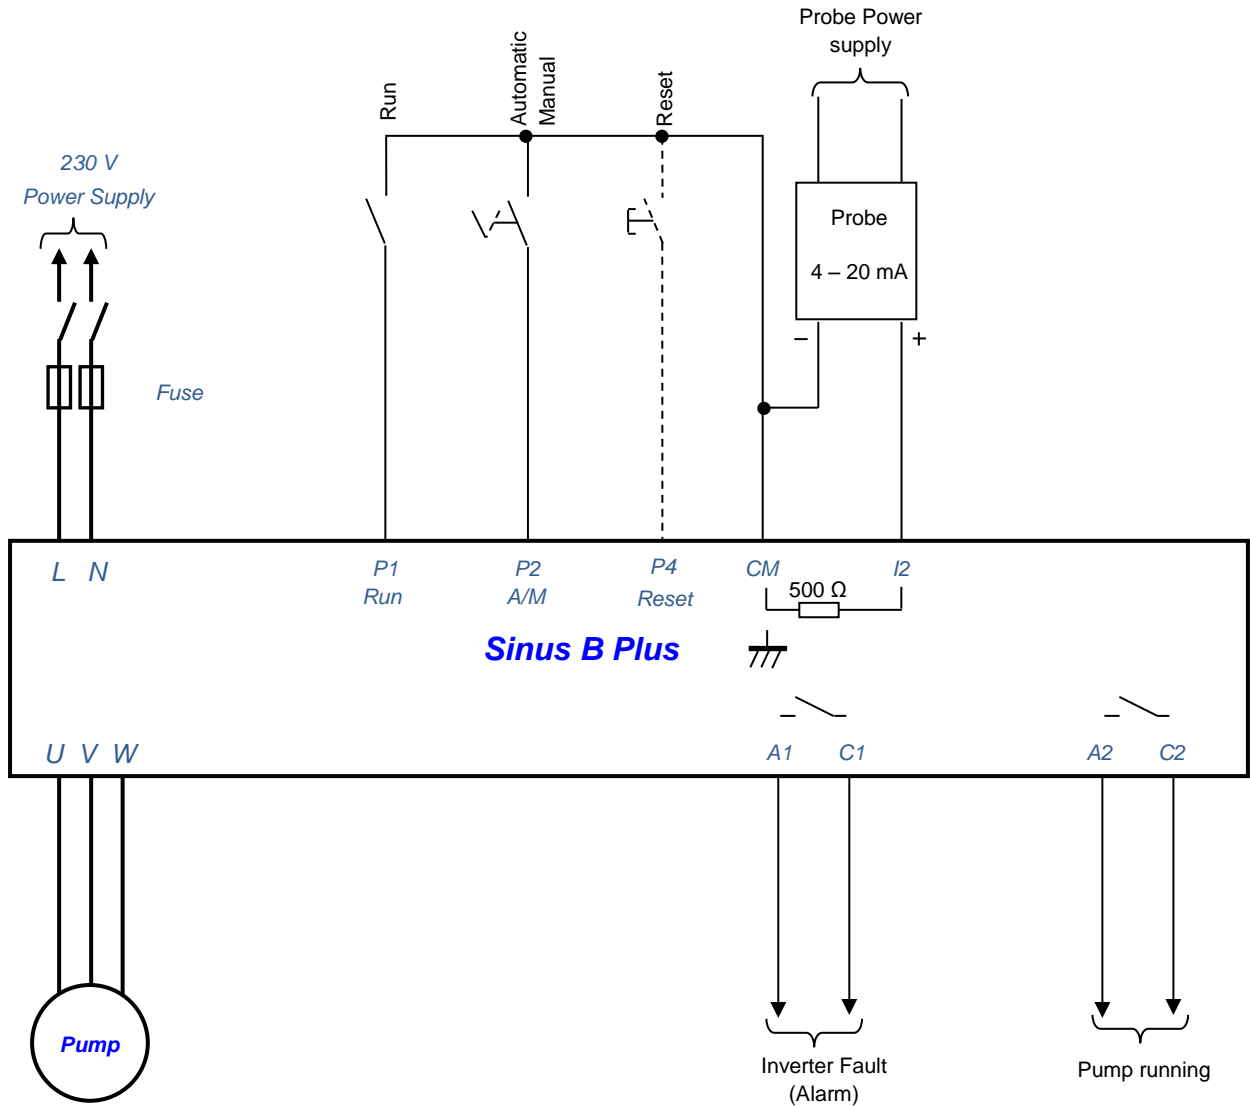 Probe Power
supply
Run
Automatic
Manual
Reset
230 V
Power Supply
Probe
4 – 20 mA
– +
Fuse
L N
P1
Run
P2
A/M
P4
Reset
CM
I2
500 Ω
Sinus B Plus
U V W
A1
C1
A2
C2
Pump
Inverter Fault
(Alarm)
Pump running